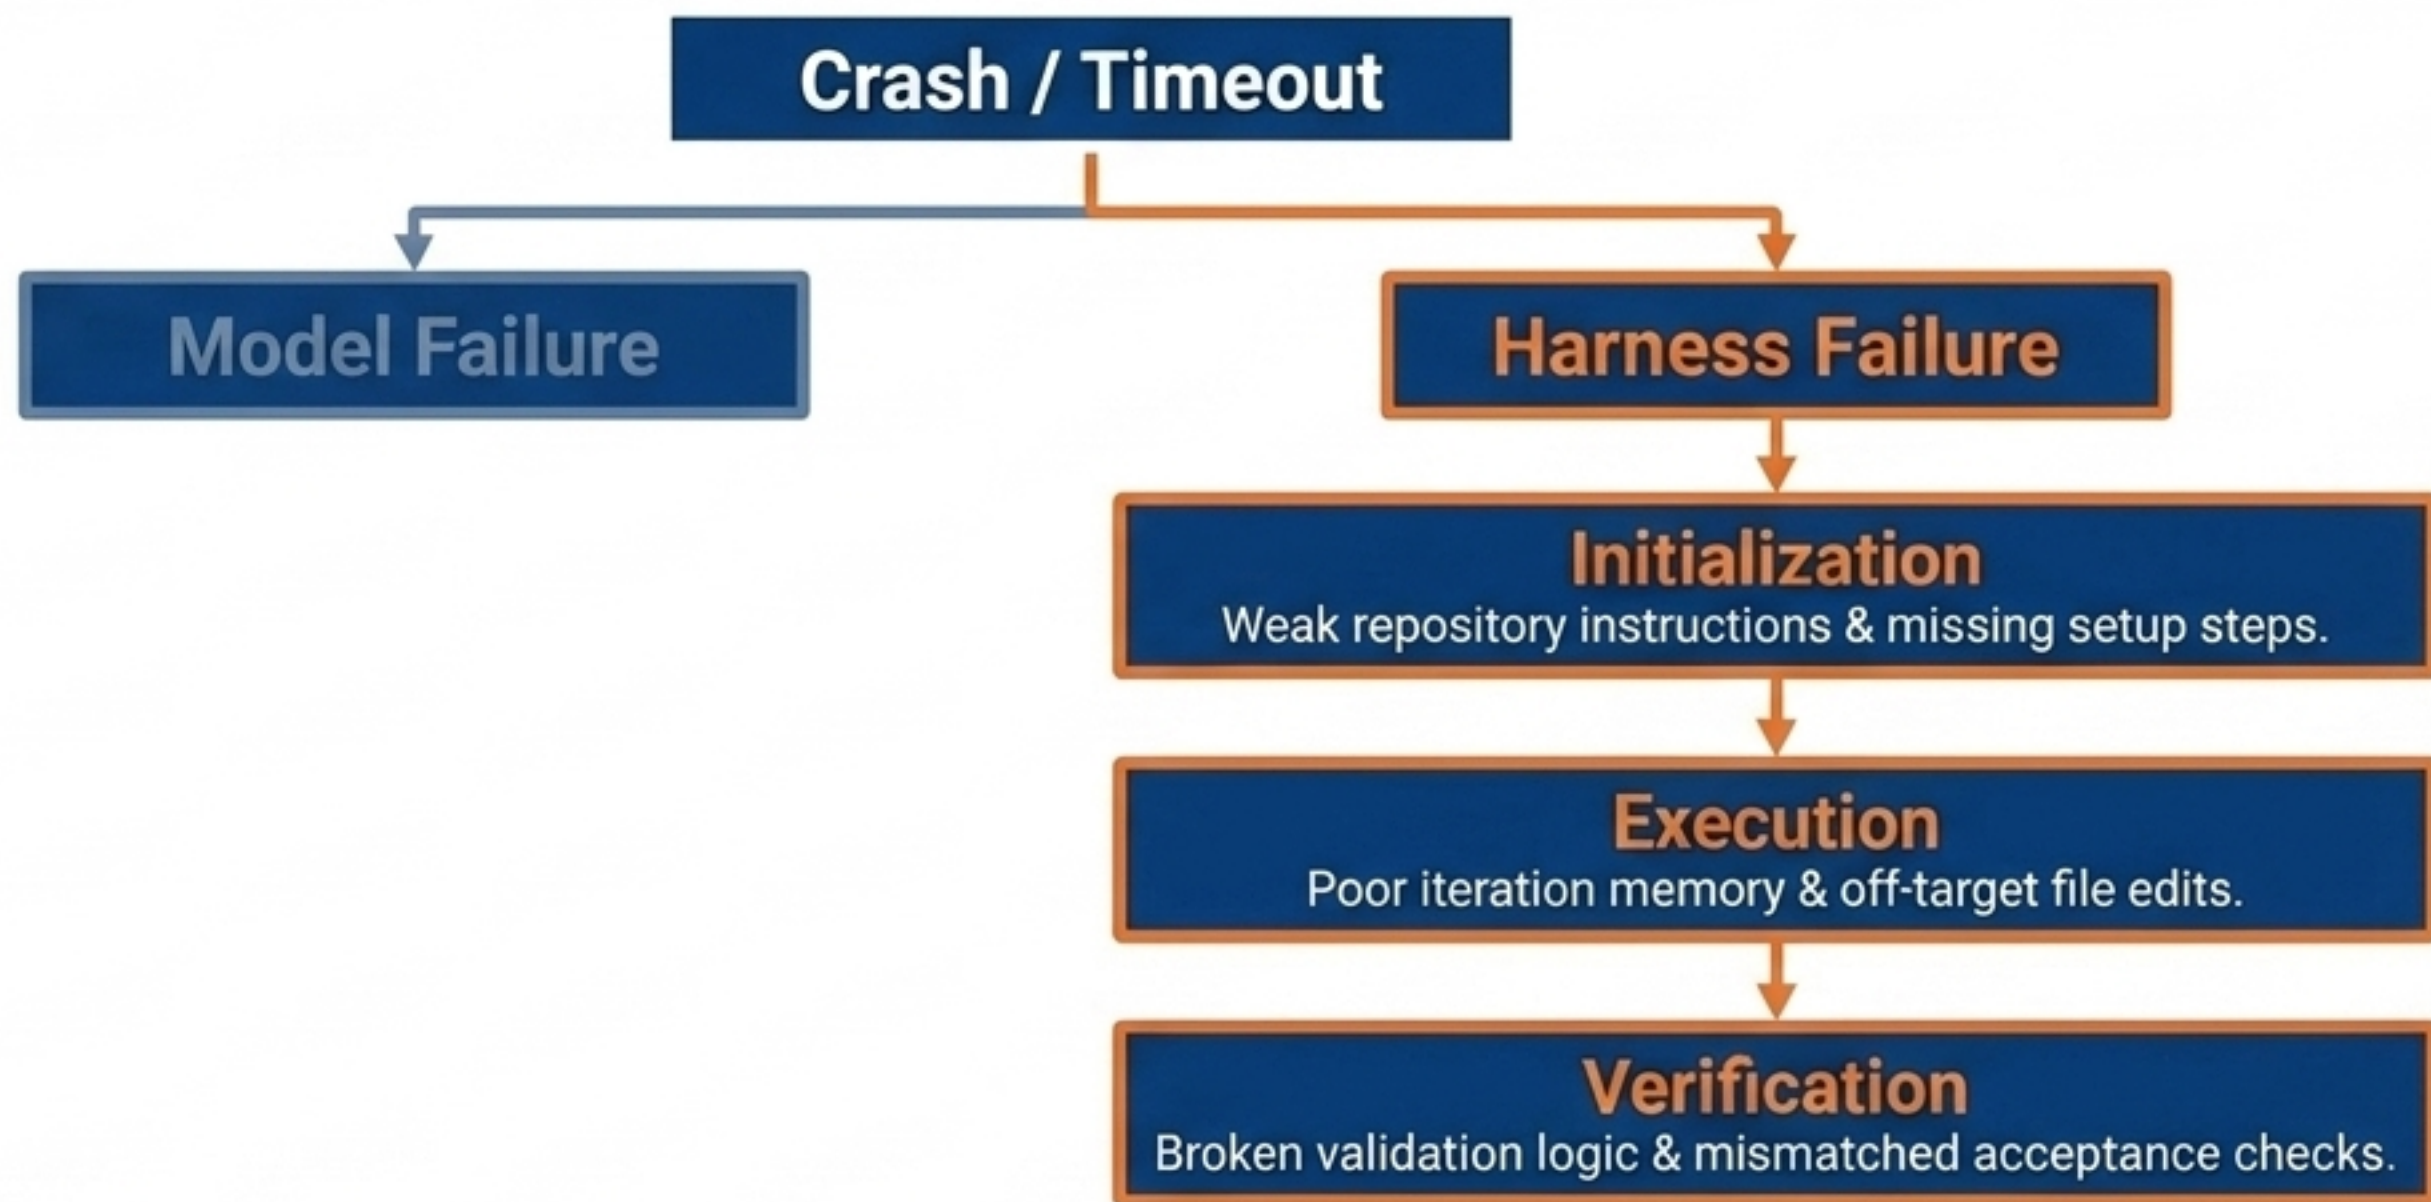 Crash / Timeout
Model Failure
Harness Failure
Initialization
Weak repository instructions & missing setup steps.
Execution
Poor iteration memory & off-target file edits.
Verification
Broken validation logic & mismatched acceptance checks.